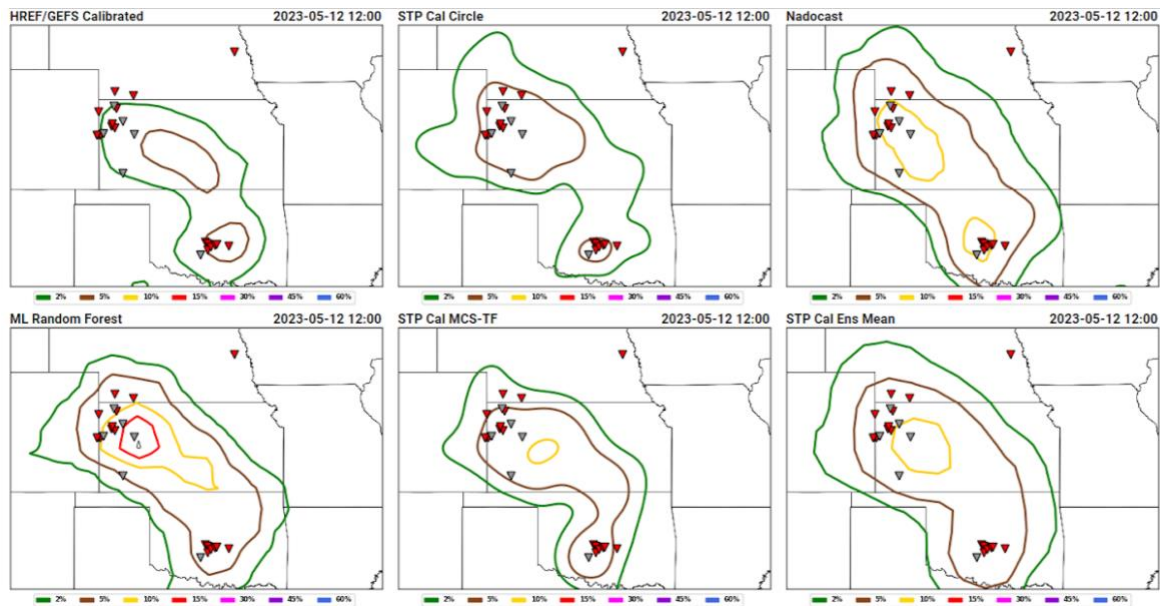 HREF/GEFS Calibrated 2023-05-12 12:00
STP Cal Circle 2023-05-12 12:00
Nadocast 2023-05-12 12:00
2% 5% 10% 15% 30% 45% 60%
2% 5% 10% 15% 30% 45% 60%
2% 5% 10% 15% 30% 45% 60%
ML Random Forest 2023-05-12 12:00
STP Cal MCS-TF 2023-05-12 12:00
STP Cal Ens Mean 2023-05-12 12:00
2% 5% 10% 15% 30% 45% 60%
2% 5% 10% 15% 30% 45% 60%
2% 5% 10% 15% 30% 45% 60%